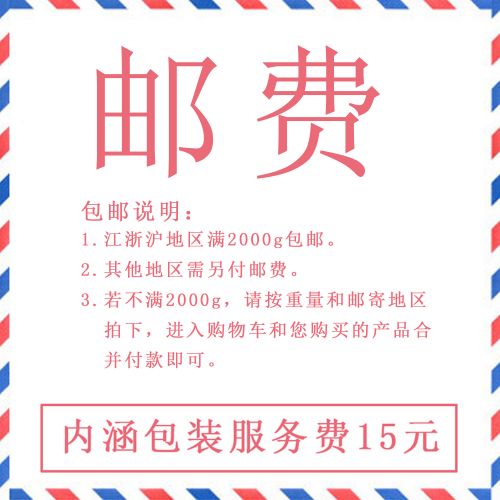 邮费
包邮说明：
1.江浙沪地区满2000g包邮。
2.其他地区需另付邮费。
3.若不满2000g，请按重量和邮寄地区
拍下，进入购物车和您购买的产品合
并付款即可。
内涵包装服务费15元